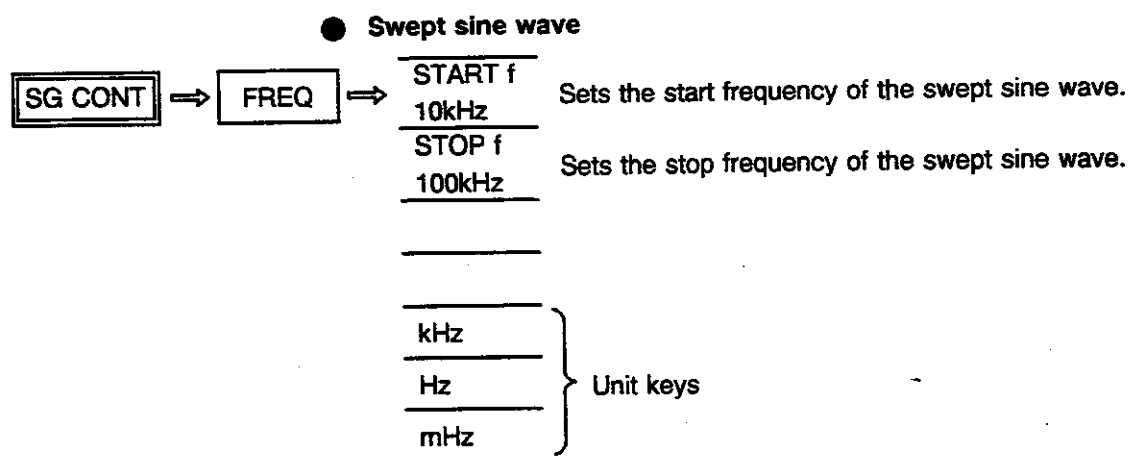 ● Swept sine wave
SG CONT ⇒ FREQ ⇒ START f
10kHz
Sets the start frequency of the swept sine wave.
STOP f
100kHz
Sets the stop frequency of the swept sine wave.
kHz
Hz
mHz
Unit keys